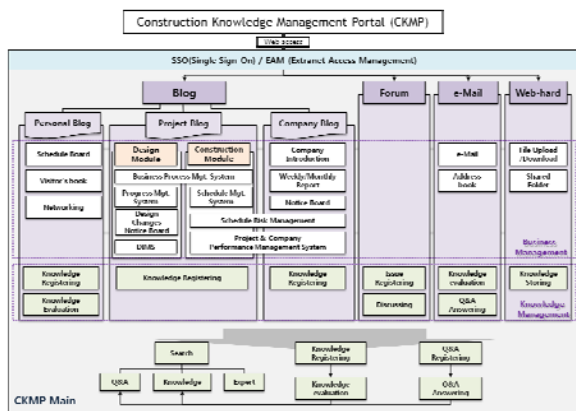 Construction Knowledge Management Portal (CKMP)
Web access
SSO(Single Sign On) / EAM (Extranet Access Management)
Blog
Forum
e-Mail
Web-hard
Personal Blog
Project Blog
Company Blog
Schedule Board
Visitor's book
Networking
Design
Module
Construction
Module
Business Process Mgt. System
Progress Mgt.
System
Schedule Mgt.
System
Design
Changes
Notice Board
DIMS
Company
Introduction
Weekly/Monthly
Report
Notice Board
Schedule Risk Management
Project & Company
Performance Management System
e-Mail
Address
book
File Upload
/Download
Shared
Folder
Business
Management
Knowledge
Registering
Knowledge
Evaluation
Knowledge Registering
Knowledge
Registering
Issue
Registering
Discussing
Knowledge
evaluation
Q&A
Answering
Knowledge
Storing
Knowledge
Management
Search
Q&A
Knowledge
Expert
Knowledge
Registering
Knowledge
evaluation
Q&A
Registering
Q&A
Answering
CKMP Main